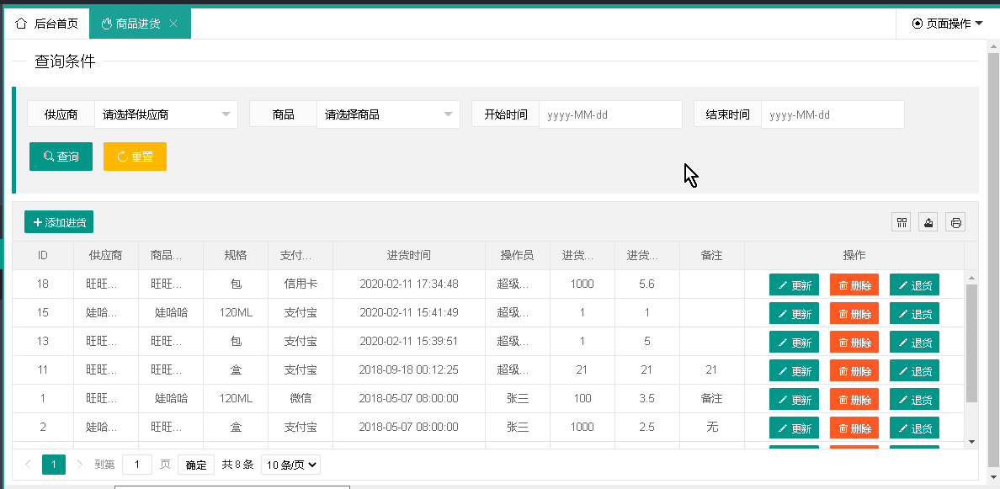 后台首页 商品进货 页面操作
查询条件
供应商 请选择供应商 商品 请选择商品 开始时间 yyyy-MM-dd 结束时间 yyyy-MM-dd
查询 重置
添加进货
ID 供应商 商品... 规格 支付... 进货时间 操作员 进货... 进货... 备注 操作
18 旺旺... 旺旺... 包 信用卡 2020-02-11 17:34:48 超级... 1000 5.6 更新 删除 退货
15 娃哈... 娃哈哈 120ML 支付宝 2020-02-11 15:41:49 超级... 1 1 更新 删除 退货
13 旺旺... 旺旺... 包 支付宝 2020-02-11 15:39:51 超级... 1 5 更新 删除 退货
11 旺旺... 旺旺... 盒 支付宝 2018-09-18 00:12:25 超级... 21 21 21 更新 删除 退货
1 旺旺... 娃哈哈 120ML 微信 2018-05-07 08:00:00 张三 100 3.5 备注 更新 删除 退货
2 娃哈... 旺旺... 盒 支付宝 2018-05-07 08:00:00 张三 1000 2.5 无 更新 删除 退货
1 到第 1 页 确定 共 8 条 10 条/页